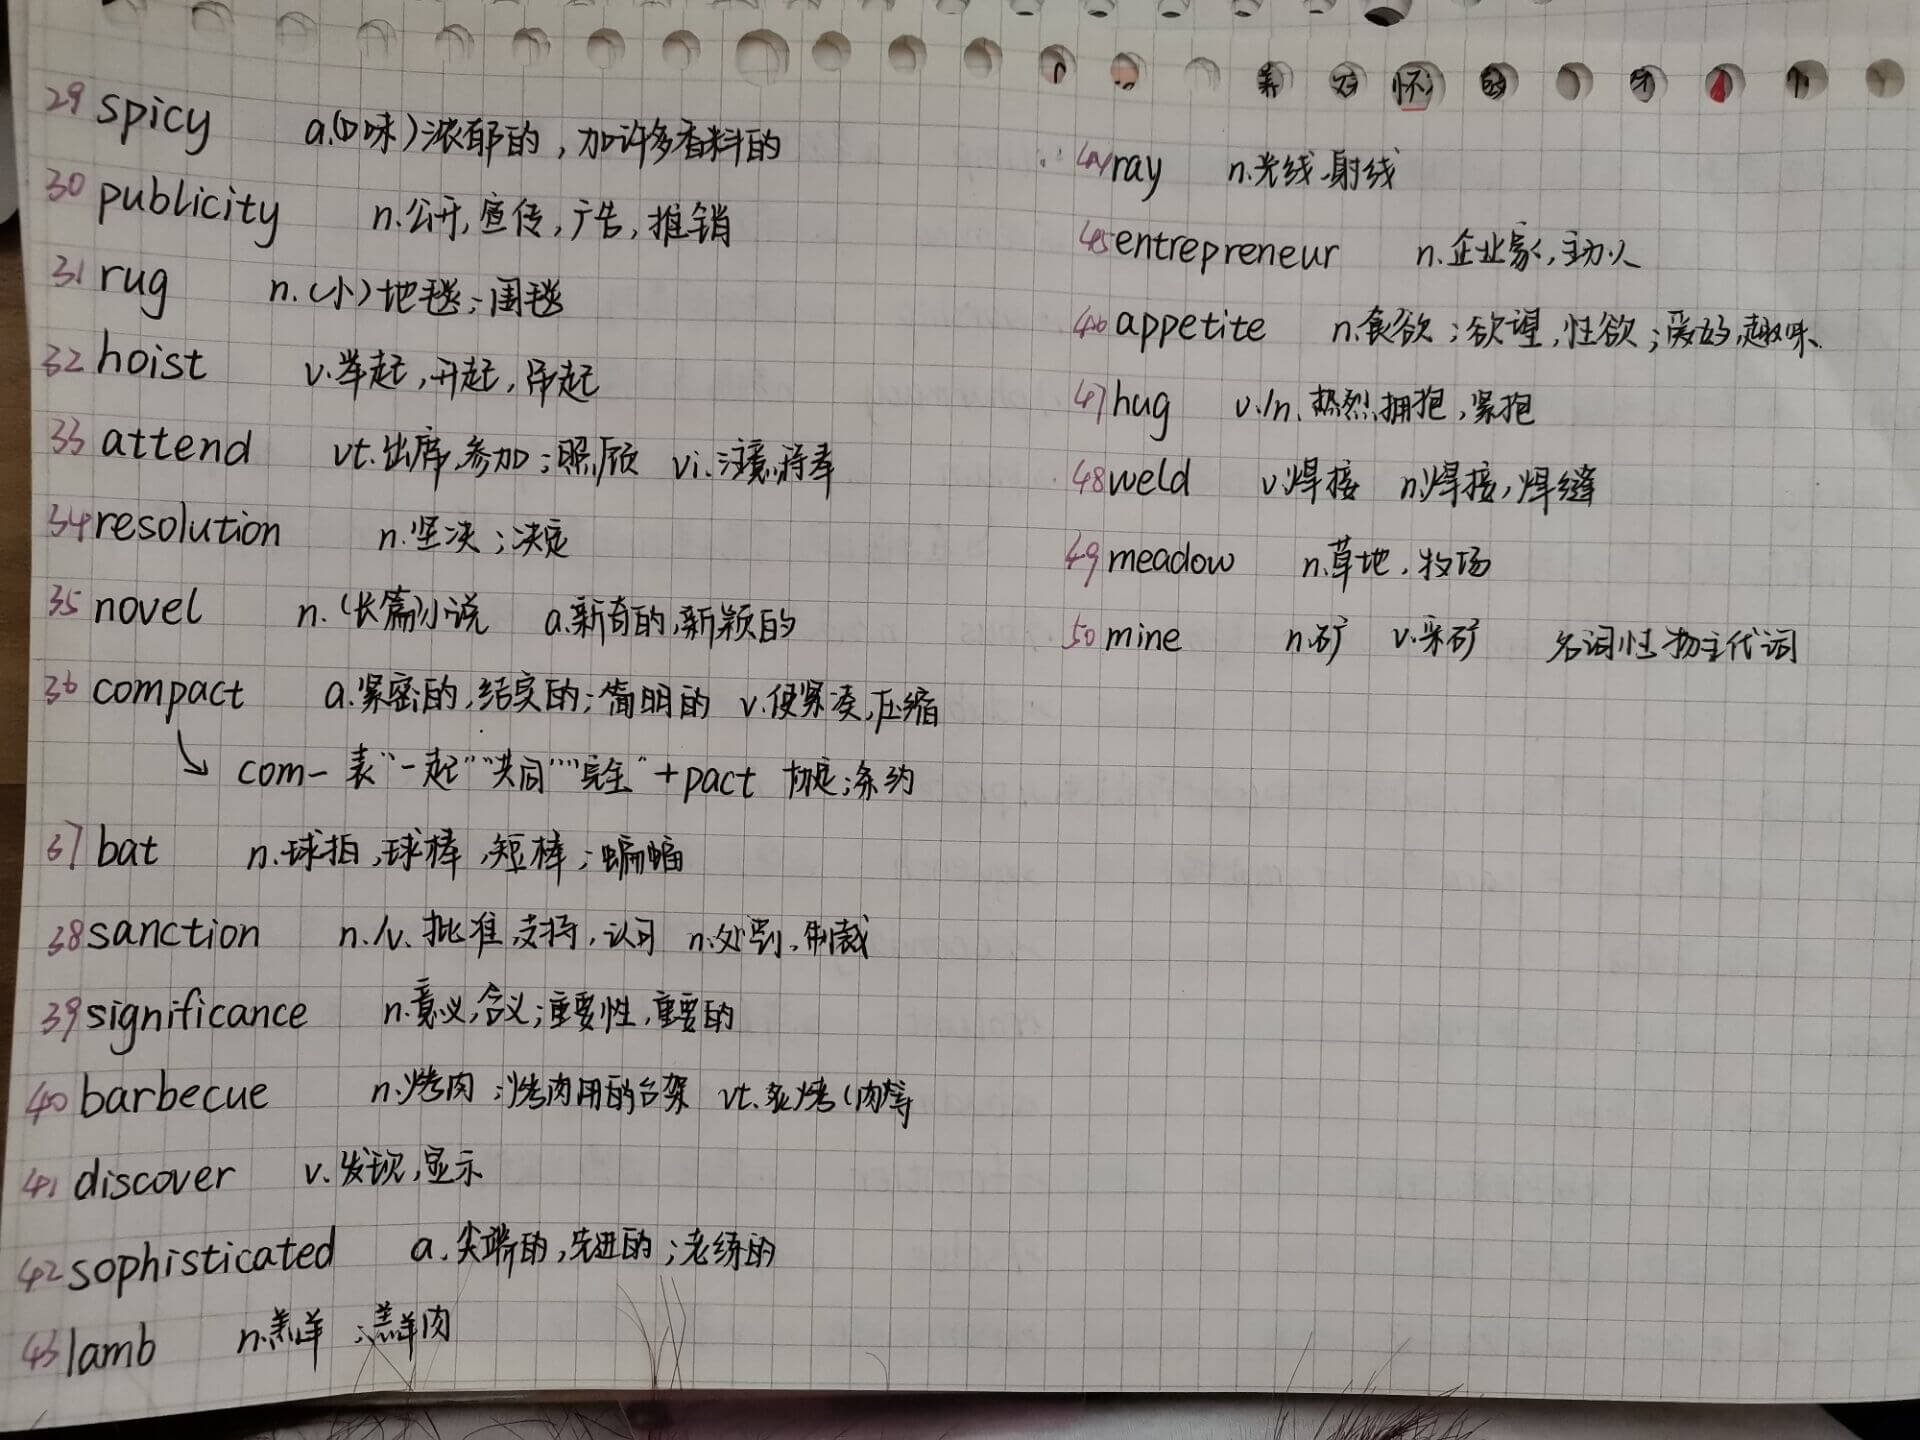 29 spicy a.(口味)浓郁的,加许多香料的
30 publicity n.公开,宣传,广告,推销
31 rug n.(小)地毯;围毯
32 hoist v.举起,升起,吊起
33 attend vt.出席,参加;照顾 vi.注意,侍奉
34 resolution n.坚决;决定
35 novel n.(长篇)小说 a.新奇的,新颖的
36 compact a.紧密的,结实的;简明的 v.使紧凑,压缩
com- 表"一起""共同""完全"+pact 协定;条约
37 bat n.球拍,球棒,短棒;蝙蝠
38 sanction n./v.批准,支持,认可 n.处罚,制裁
39 significance n.意义,含义;重要性,重要的
40 barbecue n.烤肉;烤肉用的台架 vt.炙烤(肉等
41 discover v.发现,显示
42 sophisticated a.尖端的,先进的;老练的
43 lamb n.羔羊;羔羊肉
44 ray n.光线,射线
45 entrepreneur n.企业家,主办人
46 appetite n.食欲;欲望,性欲;爱好,趣味
47 hug v./n.热烈拥抱,紧抱
48 weld v.焊接 n.焊接,焊缝
49 meadow n.草地,牧场
50 mine n.矿 v.采矿 名词性物主代词